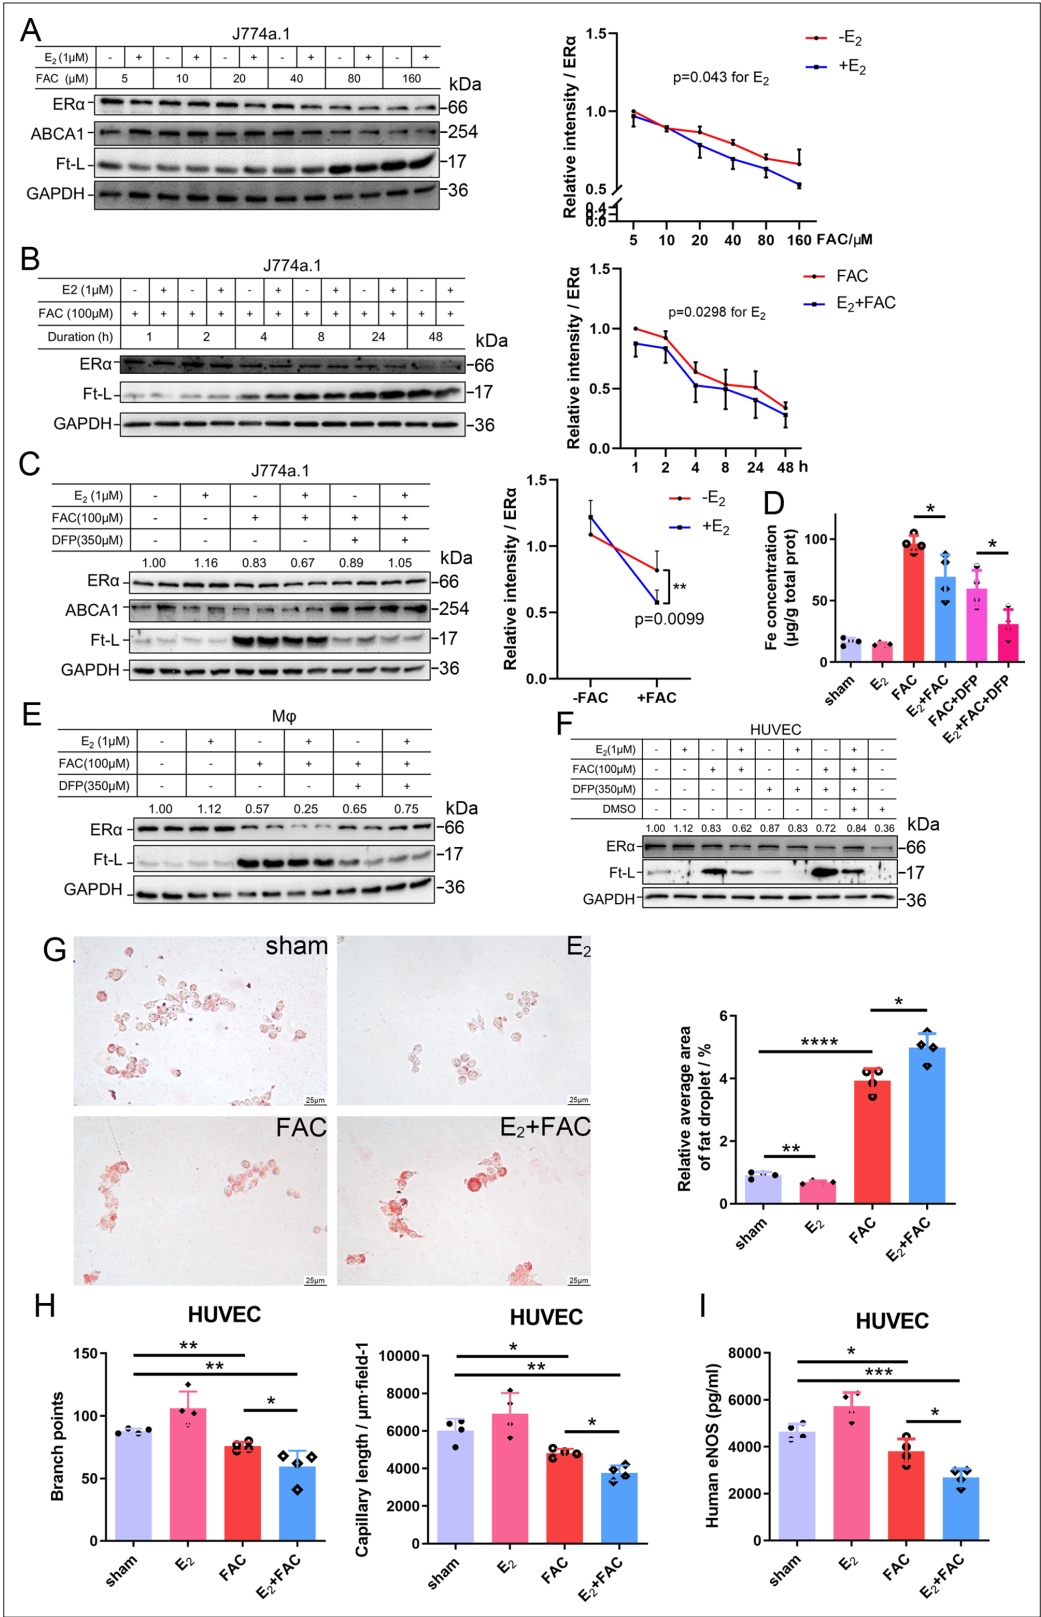 A
J774a.1
E2 (1μM) - + - + - + - + - + - +
FAC (μM) 5 10 20 40 80 160
kDa
ERα 66
ABCA1 254
Ft-L 17
GAPDH 36
Relative intensity / ERα
1.5
1.0
0.5
0.4
0.2
0.0
-E2
+E2
p=0.043 for E2
5 10 20 40 80 160 FAC/μM
B
J774a.1
E2 (1μM) - + - + - + - + - + - +
FAC (100μM) + + + + + + + + + + + +
Duration (h) 1 2 4 8 24 48
kDa
ERα 66
Ft-L 17
GAPDH 36
Relative intensity / ERα
1.5
1.0
0.5
0.0
FAC
E2+FAC
p=0.0298 for E2
1 2 4 8 24 48 h
C
J774a.1
E2 (1μM) - + - + - +
FAC(100μM) - - + + + +
DFP(350μM) - - - - + +
1.00 1.16 0.83 0.67 0.89 1.05
kDa
ERα 66
ABCA1 254
Ft-L 17
GAPDH 36
Relative intensity / ERα
1.5
1.0
0.5
0.0
-E2
+E2
**
p=0.0099
-FAC +FAC
D
Fe concentration
(μg/g total prot)
100
50
0
* *
sham E2 FAC E2+FAC FAC+DFP E2+FAC+DFP
E
Mφ
E2 (1μM) - + - + - +
FAC(100μM) - - + + + +
DFP(350μM) - - - - + +
1.00 1.12 0.57 0.25 0.65 0.75
kDa
ERα 66
Ft-L 17
GAPDH 36
F
HUVEC
E2(1μM) - + - + - + - + -
FAC(100μM) - - + + - - + + -
DFP(350μM) - - - - + + + + -
DMSO - - - - - - - + +
1.00 1.12 0.83 0.62 0.87 0.83 0.72 0.84 0.36
kDa
ERα 66
Ft-L 17
GAPDH 36
G
sham
25μm
E2
25μm
FAC
25μm
E2+FAC
25μm
Relative average area
of fat droplet / %
6
4
2
0
**
****
*
sham E2 FAC E2+FAC
H
HUVEC
Branch points
150
100
50
0
**
**
*
sham E2 FAC E2+FAC
HUVEC
Capillary length / μm·field-1
10000
8000
6000
4000
2000
0
*
**
*
sham E2 FAC E2+FAC
I
HUVEC
Human eNOS (pg/ml)
8000
6000
4000
2000
0
*
***
*
sham E2 FAC E2+FAC